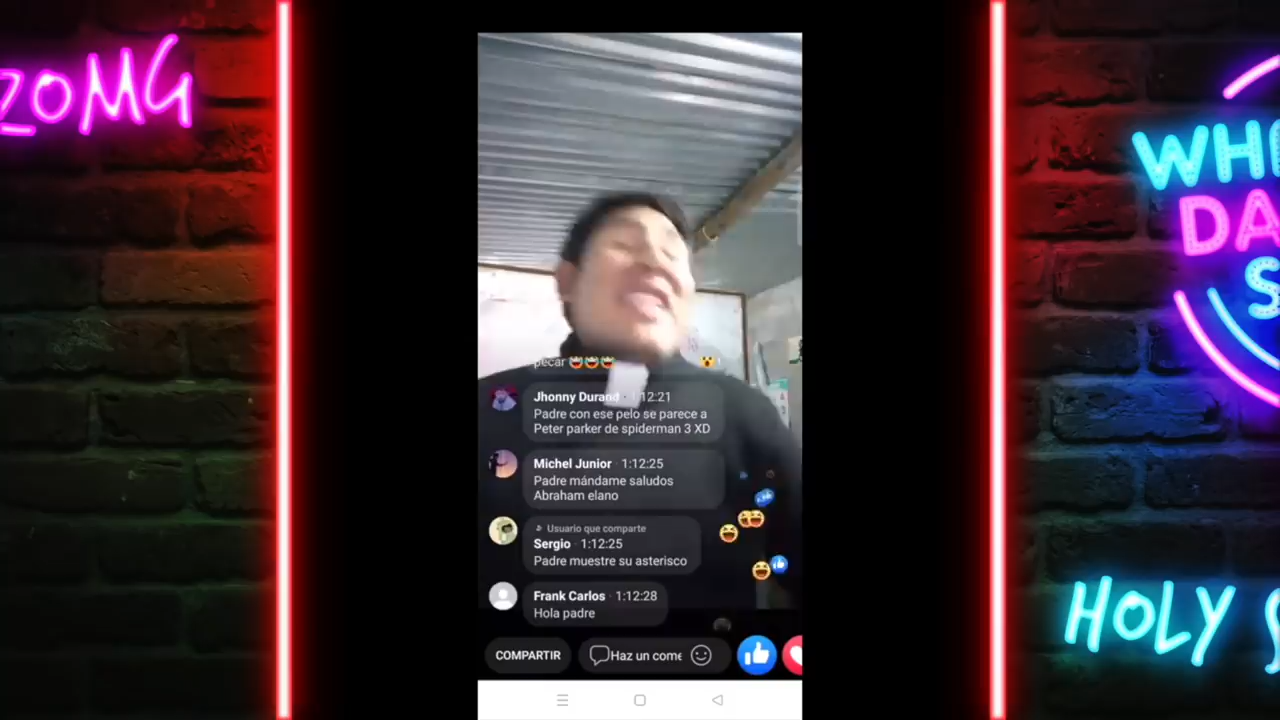 ZOMG
pecar
Jhonny Durand · 1:12:21
Padre con ese pelo se parece a
Peter parker de spiderman 3 XD
Michel Junior · 1:12:25
Padre mándame saludos
Abraham elano
Usuario que comparte
Sergio · 1:12:25
Padre muestre su asterisco
Frank Carlos · 1:12:28
Hola padre
COMPARTIR
Haz un come
WH
DA
S
HOLY S